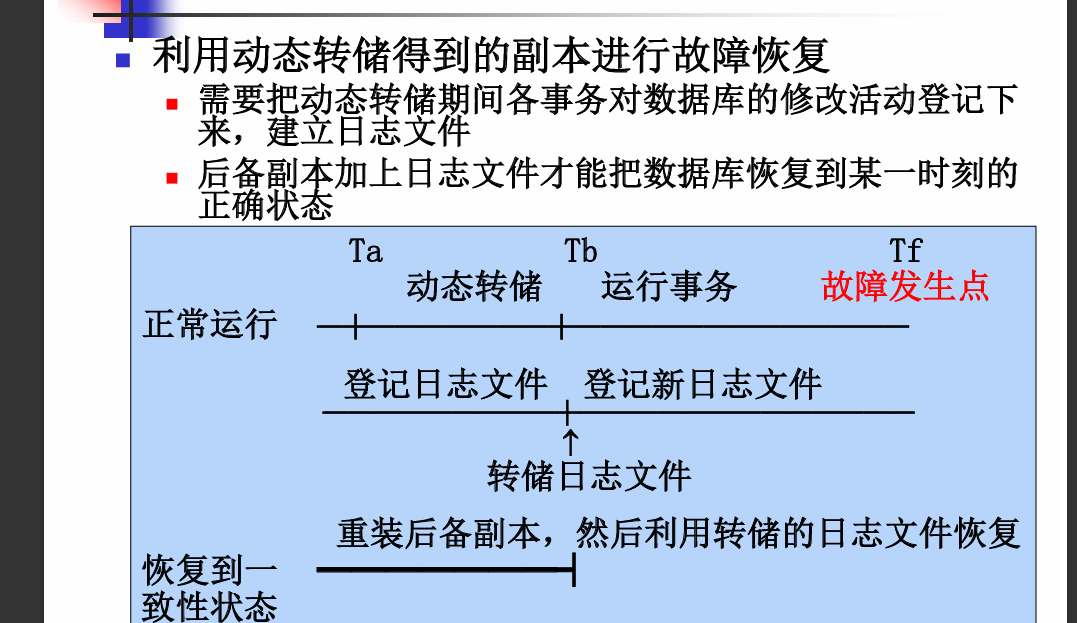 利用动态转储得到的副本进行故障恢复
需要把动态转储期间各事务对数据库的修改活动登记下
来，建立日志文件
后备副本加上日志文件才能把数据库恢复到某一时刻的
正确状态
Ta Tb Tf
动态转储 运行事务 故障发生点
正常运行
登记日志文件 登记新日志文件
转储日志文件
重装后备副本，然后利用转储的日志文件恢复
恢复到一
致性状态